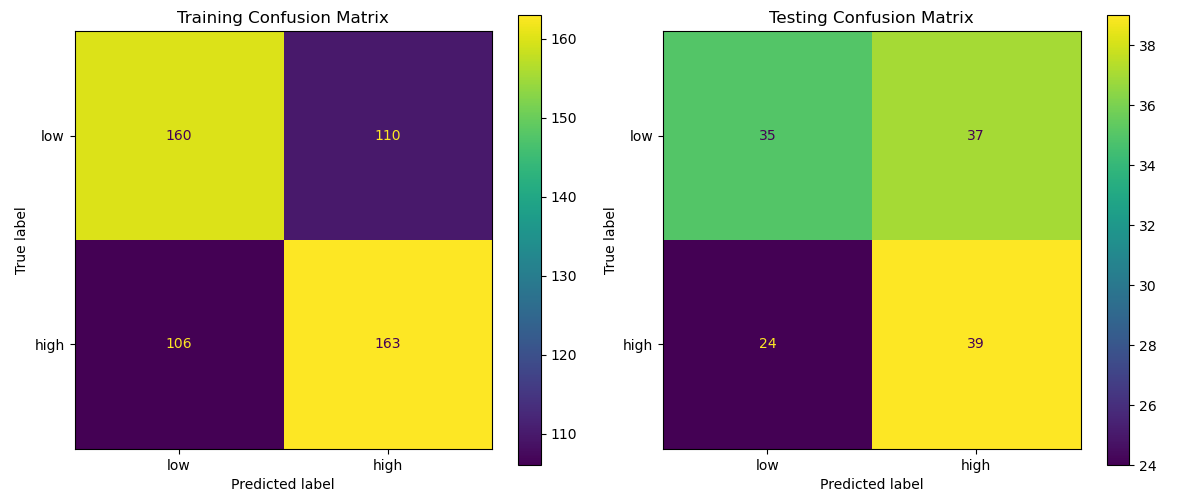 Training Confusion Matrix
True label
low
high
160
110
106
163
low
high
Predicted label
160
150
140
130
120
110
Testing Confusion Matrix
True label
low
high
35
37
24
39
low
high
Predicted label
38
36
34
32
30
28
26
24